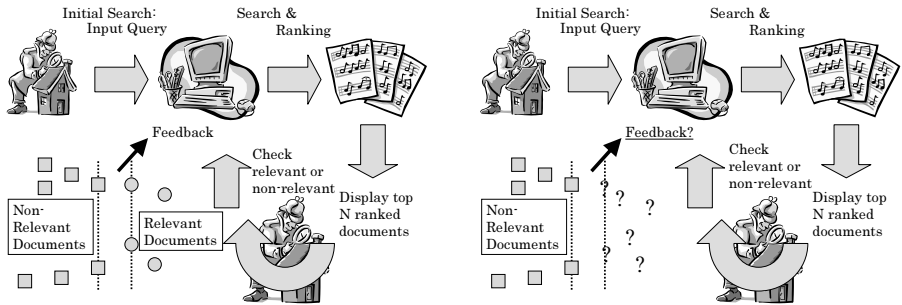 Initial Search:
Input Query
Search &
Ranking
Feedback
Check
relevant or
non-relevant
Display top
N ranked
documents
Non-
Relevant
Documents
Relevant
Documents
Initial Search:
Input Query
Search &
Ranking
Feedback?
Check
relevant or
non-relevant
Display top
N ranked
documents
Non-
Relevant
Documents
?
?
?
?
?
?